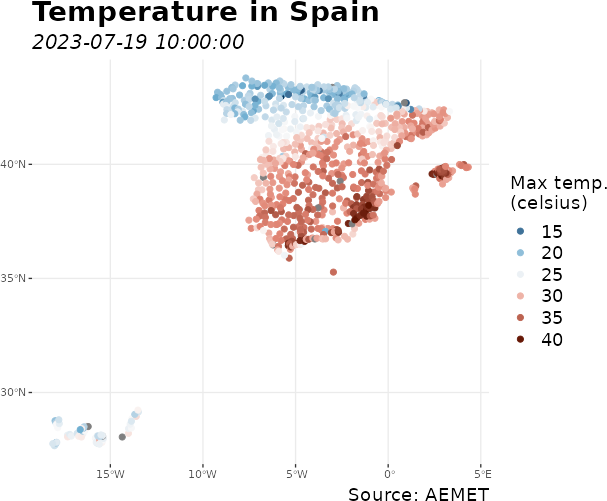 Temperature in Spain
2023-07-19 10:00:00
40°N
35°N
30°N
15°W
10°W
5°W
0°
5°E
Max temp.
(celsius)
15
20
25
30
35
40
Source: AEMET